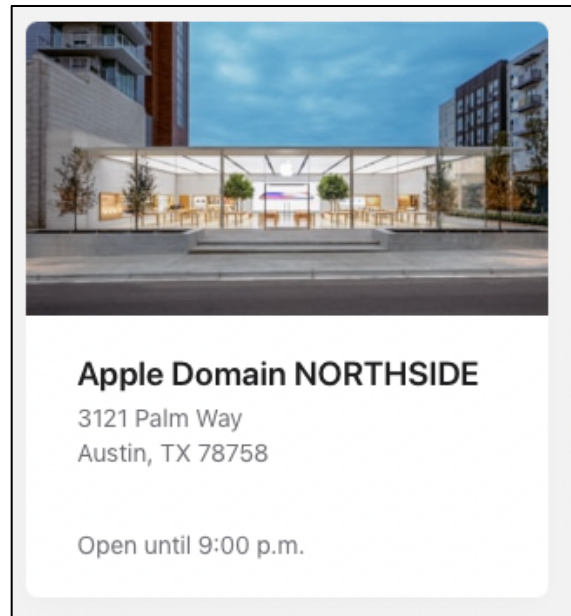 Apple Domain NORTHSIDE
3121 Palm Way
Austin, TX 78758
Open until 9:00 p.m.